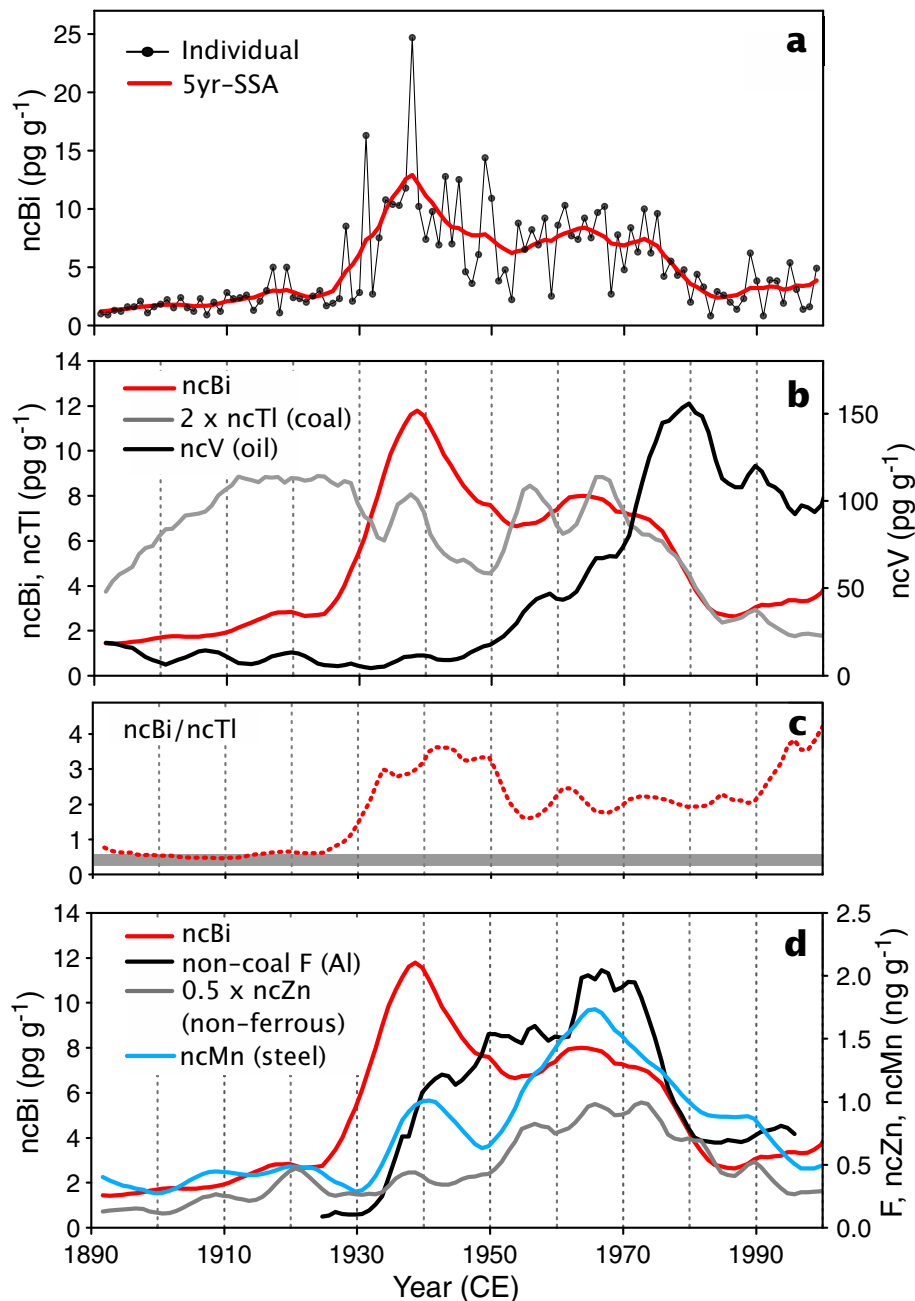 a
Individual
5yr-SSA
25
20
15
10
5
0
ncBi (pg g⁻¹)
b
ncBi
2 x ncTl (coal)
ncV (oil)
14
12
10
8
6
4
2
0
ncBi, ncTl (pg g⁻¹)
150
100
50
0
ncV (pg g⁻¹)
c
ncBi/ncTl
4
3
2
1
0
d
ncBi
non-coal F (Al)
0.5 x ncZn
(non-ferrous)
ncMn (steel)
14
12
10
8
6
4
2
0
ncBi (pg g⁻¹)
2.5
2.0
1.5
1.0
0.5
0.0
F, ncZn, ncMn (ng g⁻¹)
1890 1910 1930 1950 1970 1990
Year (CE)